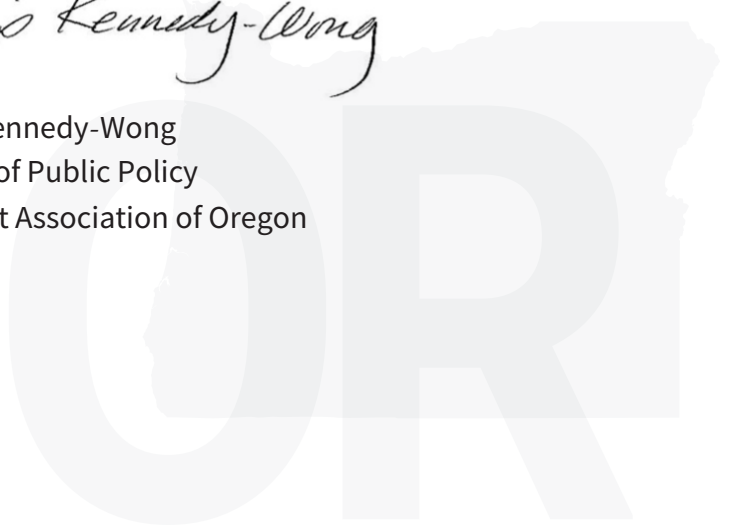 Kennedy-Wong
ennedy-Wong
of Public Policy
t Association of Oregon
OR